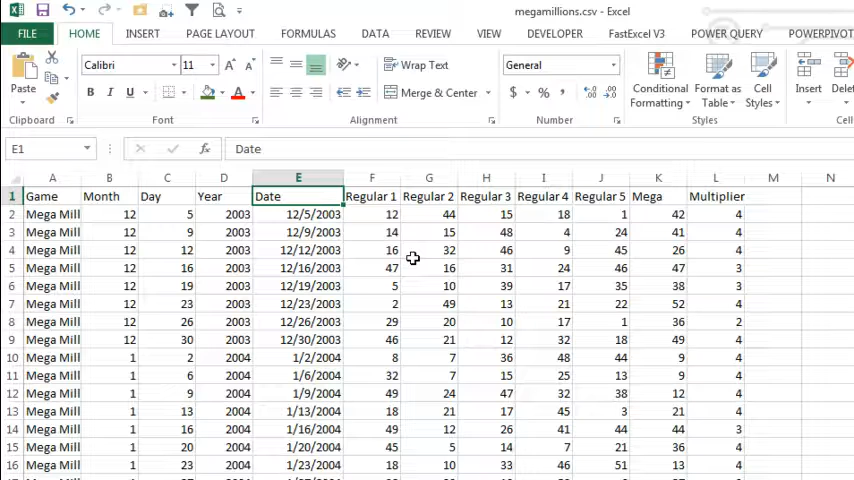 megamillions.csv - Excel
FILE HOME INSERT PAGE LAYOUT FORMULAS DATA REVIEW VIEW DEVELOPER FastExcel V3 POWER QUERY POWERPIVOT
Calibri 11 A A Wrap Text General
Paste B I U A Merge & Center $ % , Conditional Formatting Format as Table Cell Styles Insert
Clipboard Font Alignment Number Styles
E1 fx Date
A B C D E F G H I J K L M N
1 Game Month Day Year Date Regular 1 Regular 2 Regular 3 Regular 4 Regular 5 Mega Multiplier
2 Mega Mill 12 5 2003 12/5/2003 12 44 15 18 1 42 4
3 Mega Mill 12 9 2003 12/9/2003 14 15 48 4 24 41 4
4 Mega Mill 12 12 2003 12/12/2003 16 32 46 9 45 26 4
5 Mega Mill 12 16 2003 12/16/2003 47 16 31 24 46 47 3
6 Mega Mill 12 19 2003 12/19/2003 5 10 39 17 35 38 3
7 Mega Mill 12 23 2003 12/23/2003 2 49 13 21 22 52 4
8 Mega Mill 12 26 2003 12/26/2003 29 20 10 17 1 36 2
9 Mega Mill 12 30 2003 12/30/2003 46 21 12 32 18 49 4
10 Mega Mill 1 2 2004 1/2/2004 8 7 36 48 44 9 4
11 Mega Mill 1 6 2004 1/6/2004 32 7 15 25 13 9 4
12 Mega Mill 1 9 2004 1/9/2004 49 24 47 32 38 12 4
13 Mega Mill 1 13 2004 1/13/2004 18 21 17 45 3 21 4
14 Mega Mill 1 16 2004 1/16/2004 49 12 26 41 44 44 3
15 Mega Mill 1 20 2004 1/20/2004 45 5 14 7 21 36 4
16 Mega Mill 1 23 2004 1/23/2004 18 10 33 46 51 13 4